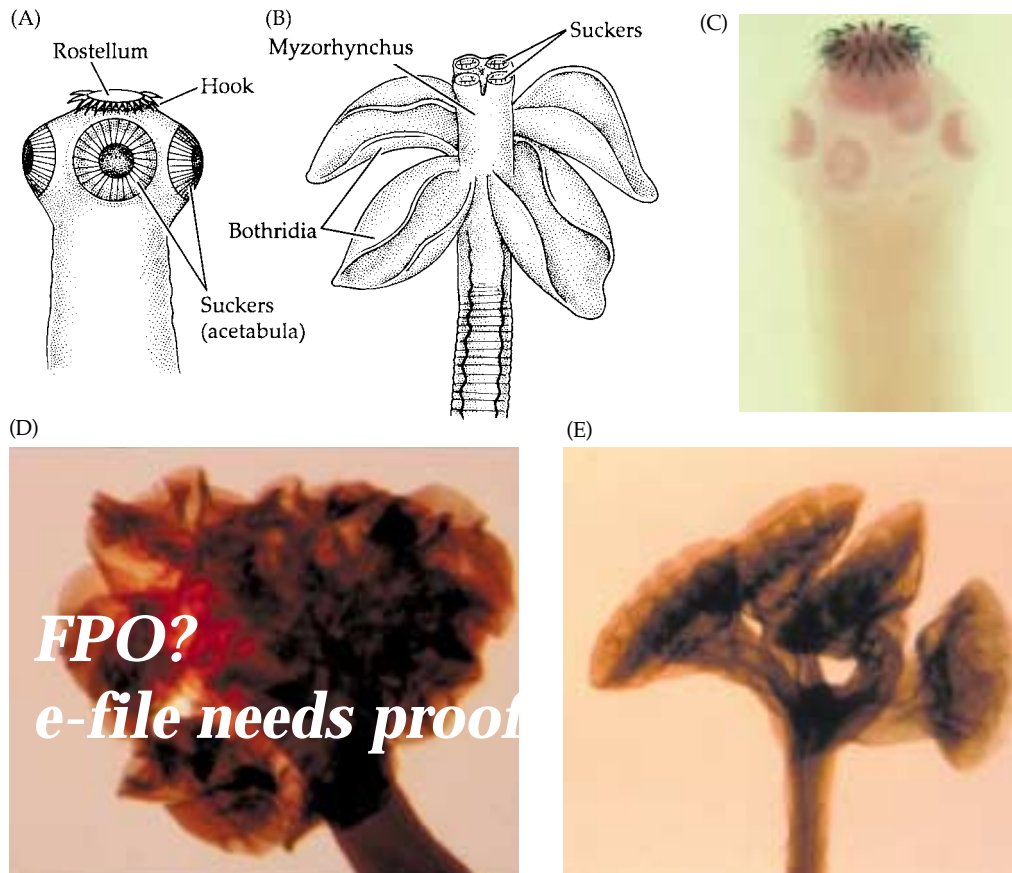 (A)
Rostellum
Hook
Suckers
(acetabula)
(B)
Myzorhynchus
Suckers
Bothridia
(C)
(D)
FPO?
e-file needs proof
(E)